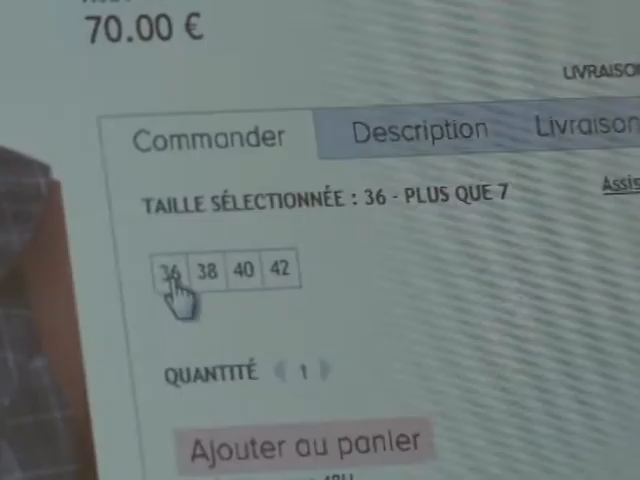 70.00 €
LIVRAISON
Commander
Description
Livraison
TAILLE SÉLECTIONNÉE : 36 - PLUS QUE 7
Assis
36 38 40 42
QUANTITÉ 1
Ajouter au panier